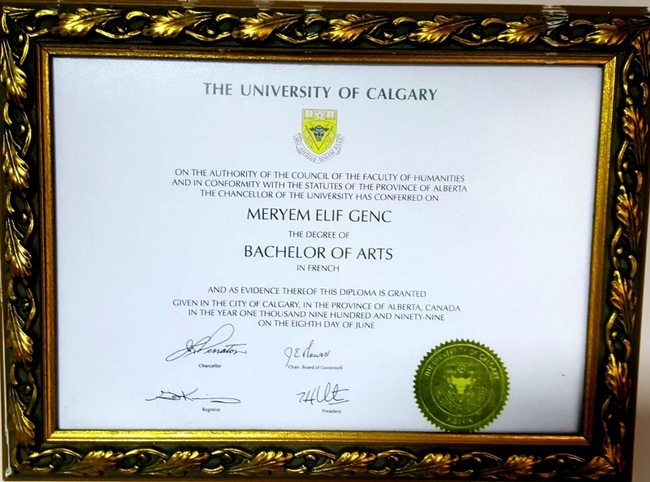 THE UNIVERSITY OF CALGARY
ON THE AUTHORITY OF THE COUNCIL OF THE FACULTY OF HUMANITIES
AND IN CONFORMITY WITH THE STATUTES OF THE PROVINCE OF ALBERTA
THE CHANCELLOR OF THE UNIVERSITY HAS CONFERRED ON
MERYEM ELIF GENC
THE DEGREE OF
BACHELOR OF ARTS
IN FRENCH
AND AS EVIDENCE THEREOF THIS DIPLOMA IS GRANTED
GIVEN IN THE CITY OF CALGARY, IN THE PROVINCE OF ALBERTA, CANADA
IN THE YEAR ONE THOUSAND NINE HUNDRED AND NINETY-NINE
ON THE EIGHTH DAY OF JUNE
Chancellor
Chair, Board of Governors
Registrar
President
THE UNIVERSITY OF CALGARY